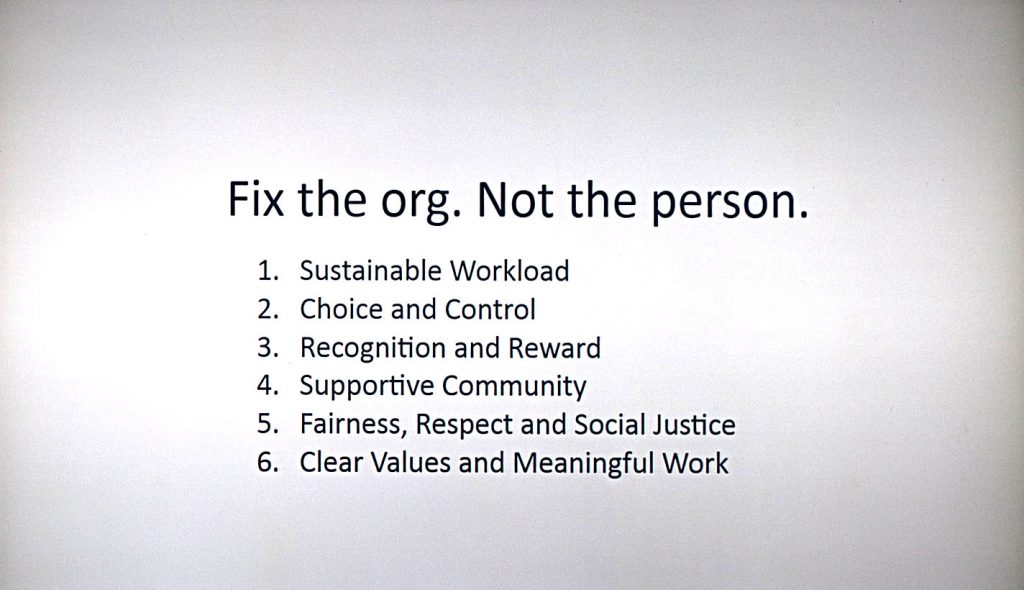 Fix the org. Not the person.
1. Sustainable Workload
2. Choice and Control
3. Recognition and Reward
4. Supportive Community
5. Fairness, Respect and Social Justice
6. Clear Values and Meaningful Work